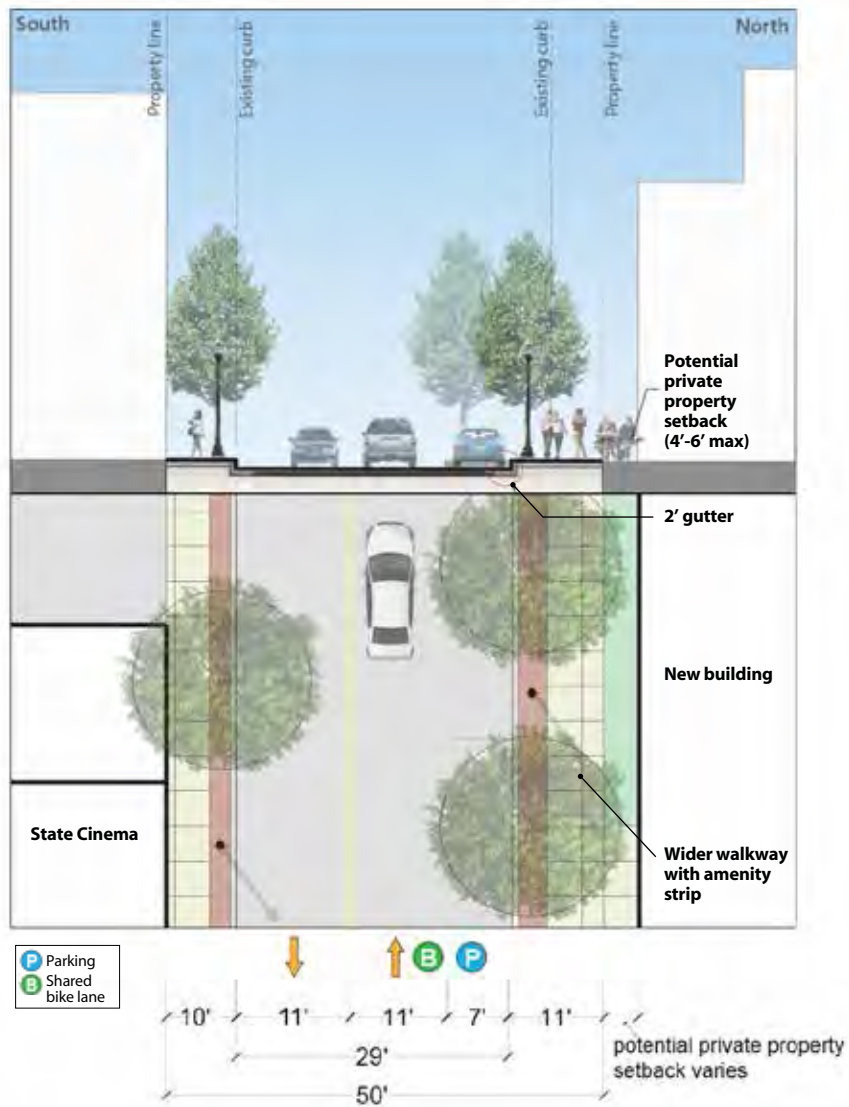 South
North
Property line
Existing curb
Existing curb
Property line
Potential
private
property
setback
(4'-6' max)
2' gutter
New building
State Cinema
Wider walkway
with amenity
strip
P Parking
B Shared
bike lane
B
P
10'
11'
11'
7'
11'
29'
50'
potential private property
setback varies